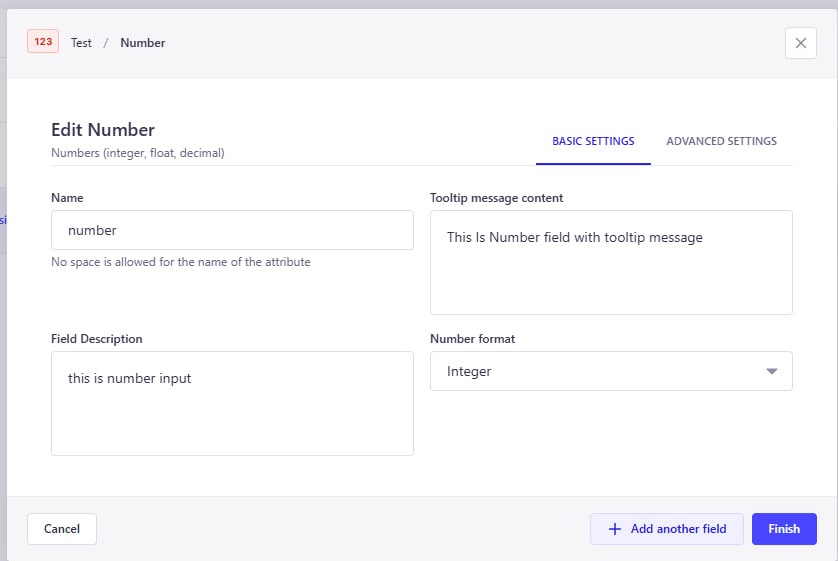 123 Test / Number
Edit Number
Numbers (integer, float, decimal)
BASIC SETTINGS
ADVANCED SETTINGS
Name
number
No space is allowed for the name of the attribute
Tooltip message content
This Is Number field with tooltip message
Field Description
this is number input
Number format
Integer
Cancel
Add another field
Finish
si